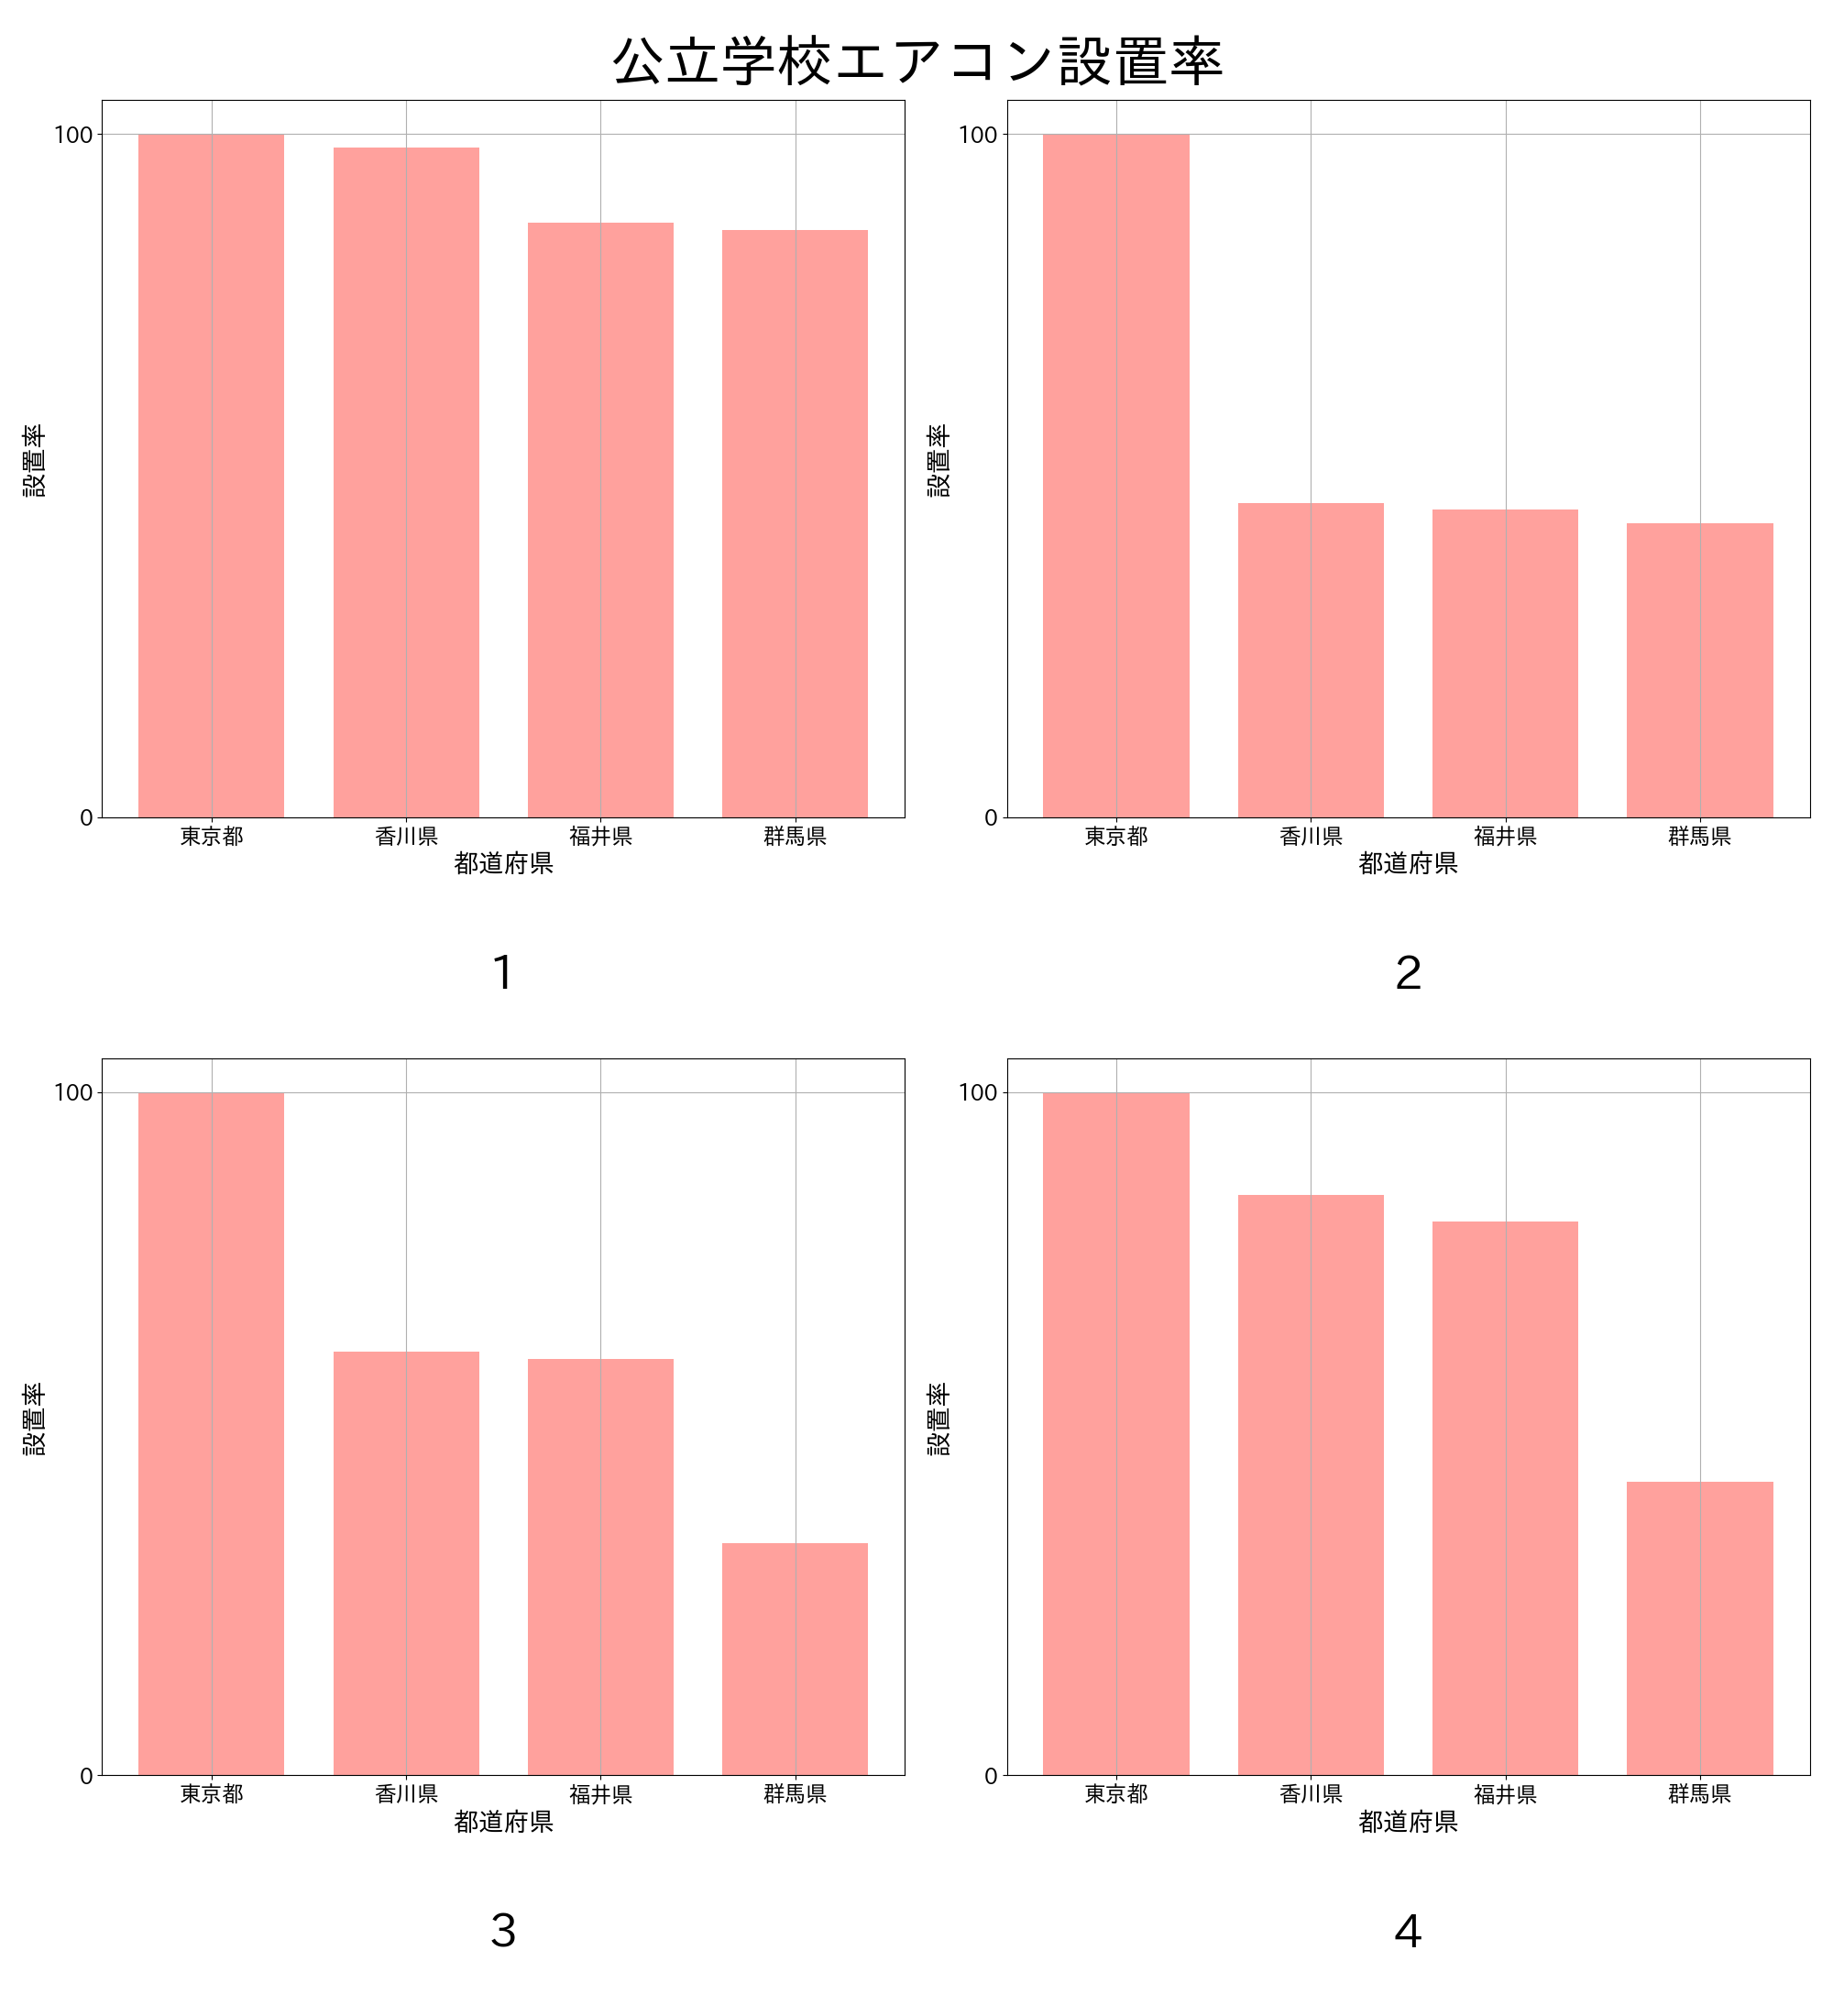 公立学校エアコン設置率
100
0
設置率
東京都 香川県 福井県 群馬県
都道府県
1
100
0
設置率
東京都 香川県 福井県 群馬県
都道府県
2
100
0
設置率
東京都 香川県 福井県 群馬県
都道府県
3
100
0
設置率
東京都 香川県 福井県 群馬県
都道府県
4